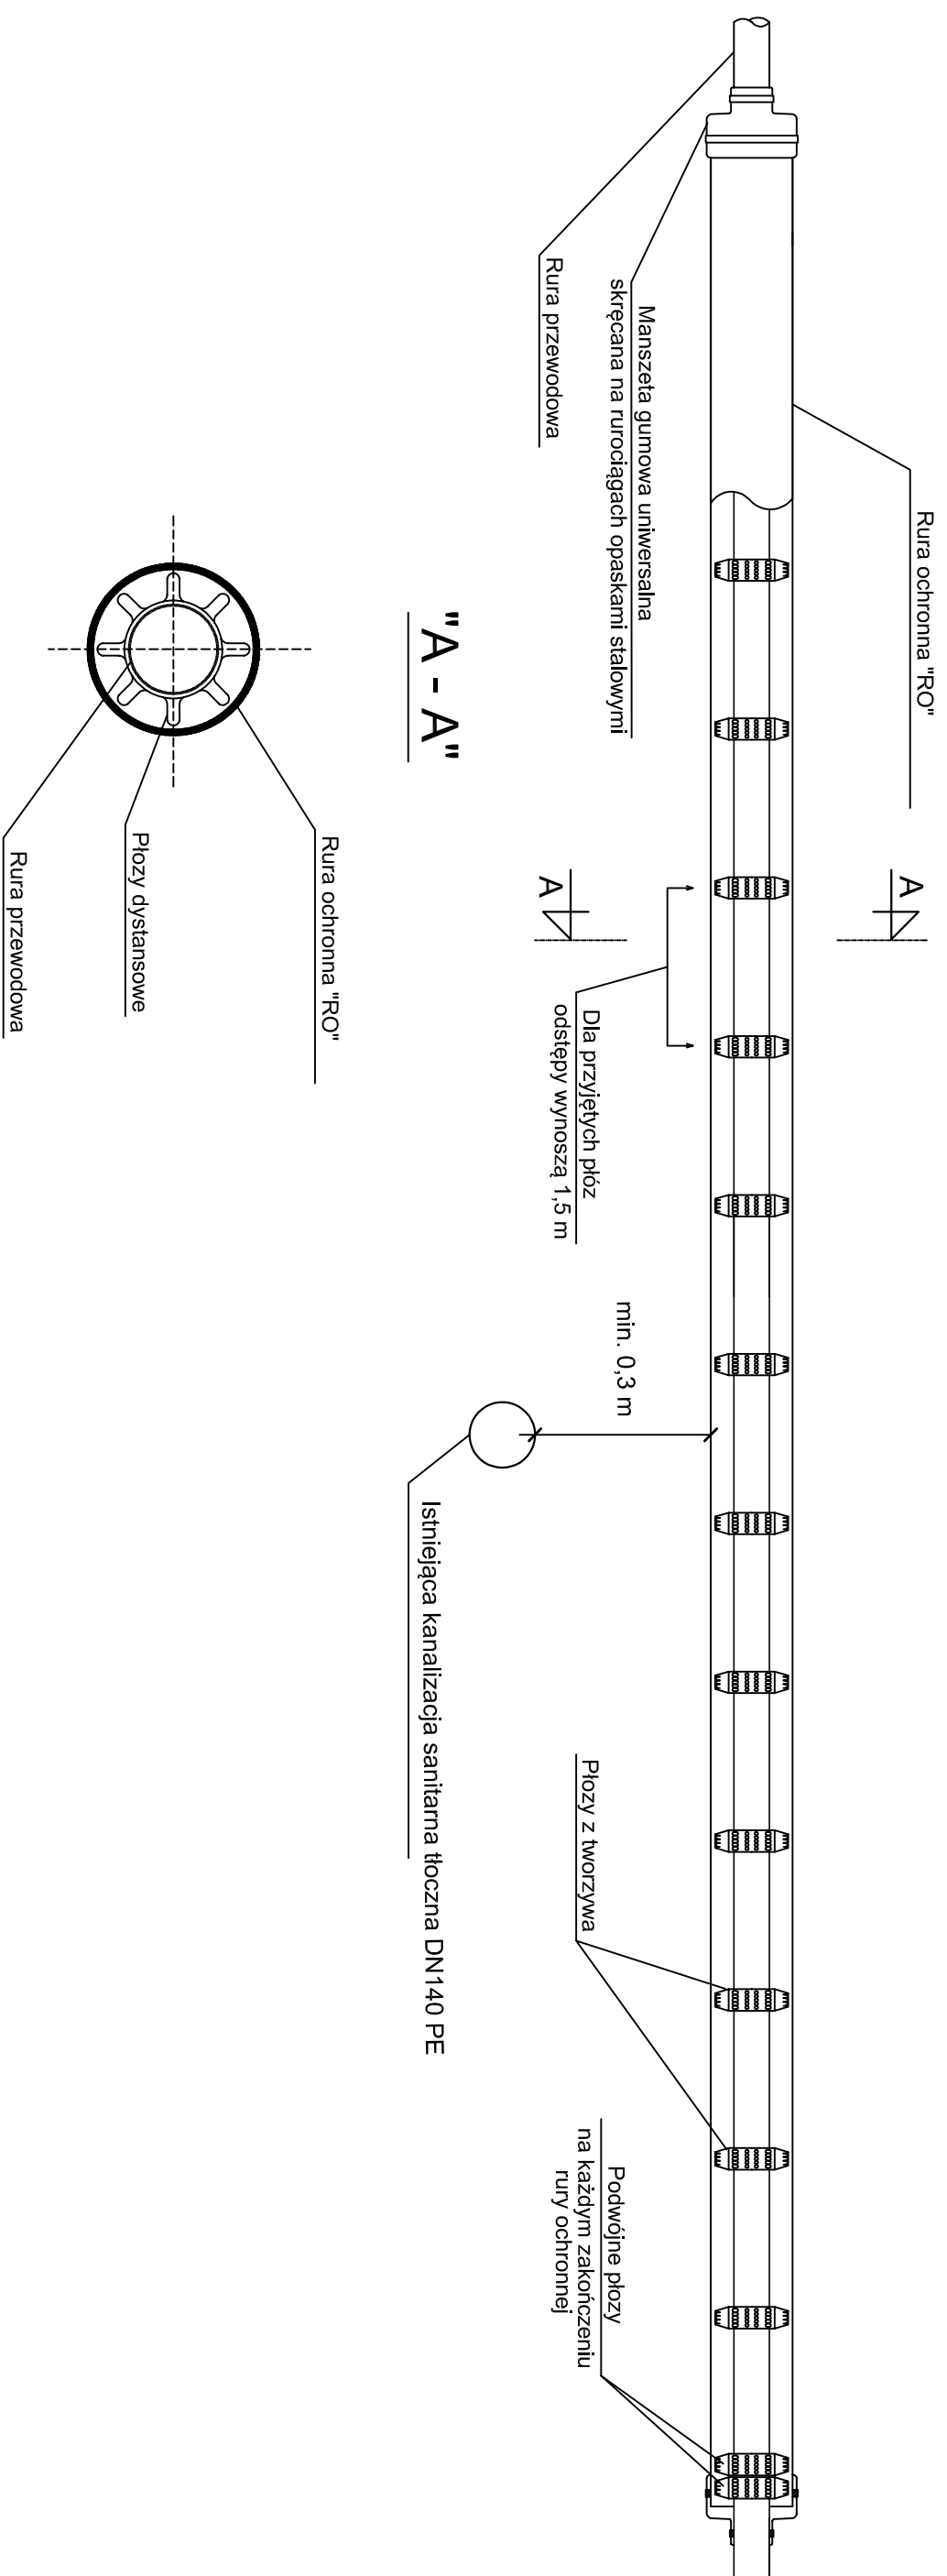 Rura ochronna "RO"
A
Manszeta gumowa uniwersalna
skręcana na rurociągach opaskami stalowymi
Rura przewodowa
A
Dla przyjętych płóz
odstępy wynoszą 1,5 m
min. 0,3 m
Istniejąca kanalizacja sanitarna tłoczna DN140 PE
Płozy z tworzywa
Podwójne płozy
na każdym zakończeniu
rury ochronnej
"A - A"
Rura ochronna "RO"
Płozy dystansowe
Rura przewodowa